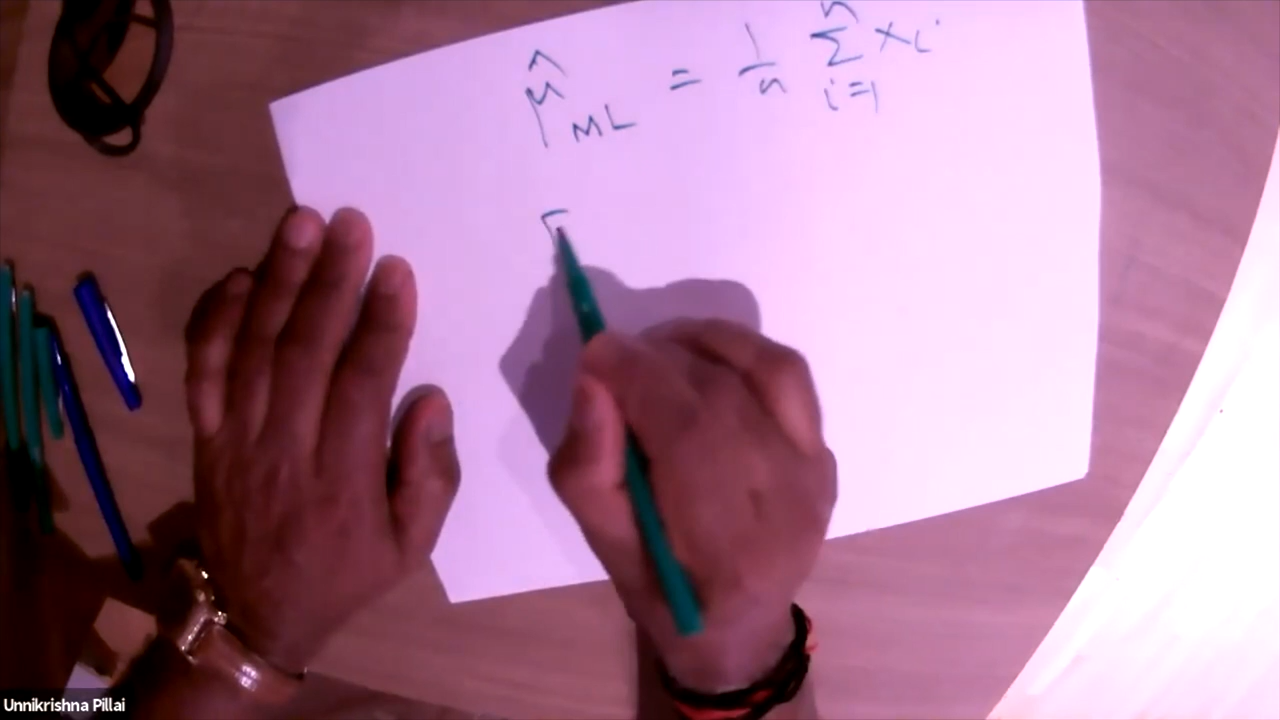 μ̂_ML = 1/n Σ_{i=1}^{n} x_i
Unnikrishna Pillai